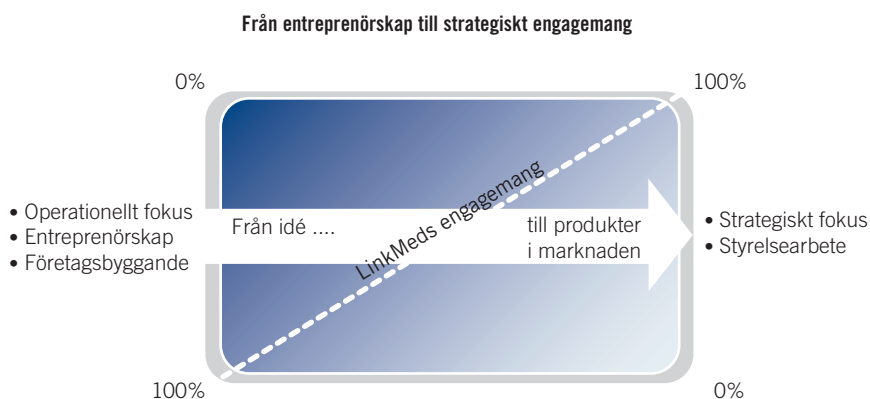 Från entreprenörskap till strategiskt engagemang
0%
100%
• Operationellt fokus
• Entreprenörskap
• Företagsbyggande
Från idé ....
LinkMeds engagemang
till produkter
i marknaden
• Strategiskt fokus
• Styrelsearbete
100%
0%